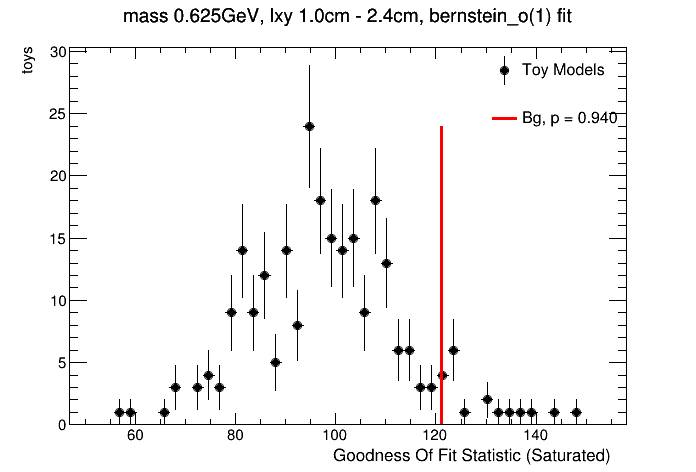 mass 0.625GeV, lxy 1.0cm - 2.4cm, bernstein_o(1) fit
toys
30
25
20
15
10
5
0
Toy Models
Bg, p = 0.940
60 80 100 120 140
Goodness Of Fit Statistic (Saturated)